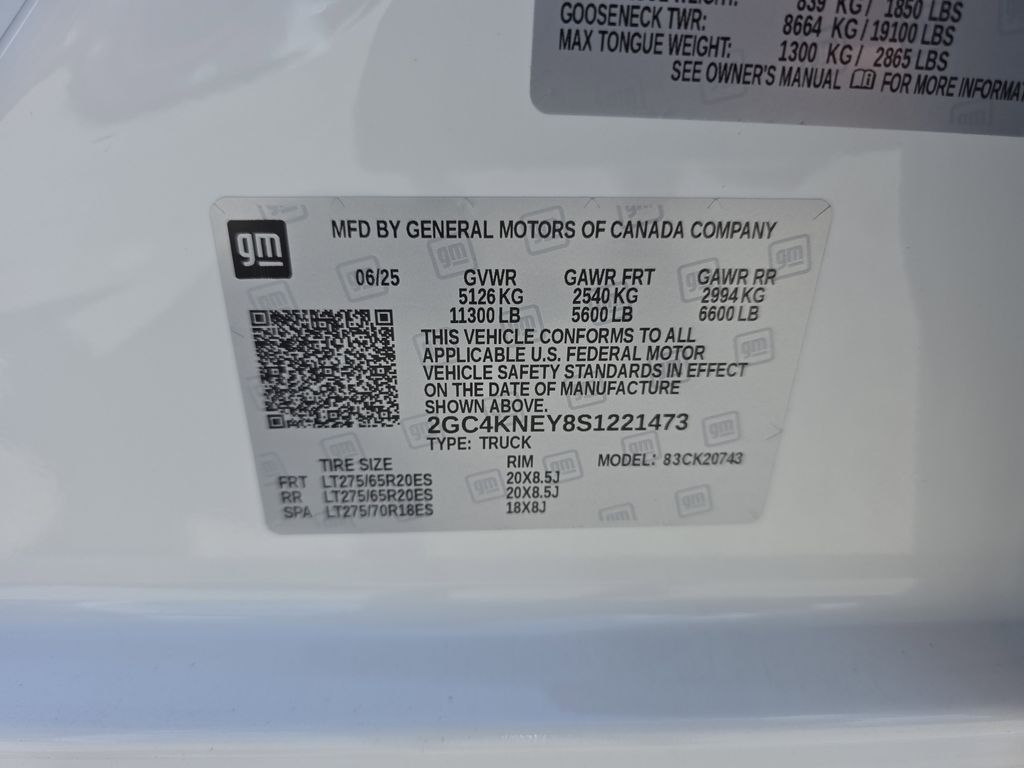 839 KG / 1850 LBS
GOOSENECK TWR: 8664 KG / 19100 LBS
MAX TONGUE WEIGHT: 1300 KG / 2865 LBS
SEE OWNER'S MANUAL FOR MORE
gm
MFD BY GENERAL MOTORS OF CANADA COMPANY
06/25 GVWR GAWR FRT GAWR RR
5126 KG 2540 KG 2994 KG
11300 LB 5600 LB 6600 LB
THIS VEHICLE CONFORMS TO ALL
APPLICABLE U.S. FEDERAL MOTOR
VEHICLE SAFETY STANDARDS IN EFFECT
ON THE DATE OF MANUFACTURE
SHOWN ABOVE.
2GC4KNEY8S1221473
TYPE: TRUCK
TIRE SIZE RIM MODEL: 83CK20743
FRT LT275/65R20ES 20X8.5J
RR LT275/65R20ES 20X8.5J
SPA LT275/70R18ES 18X8J